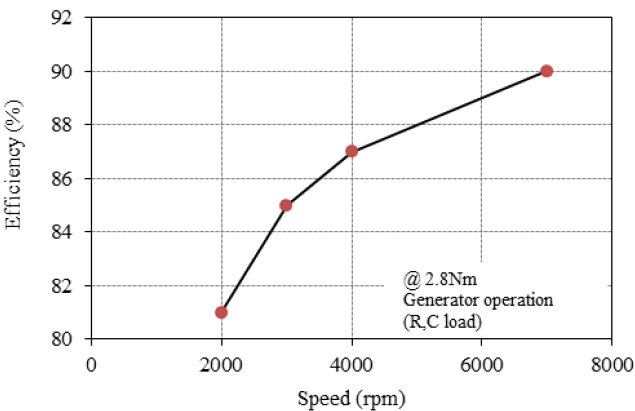 92
90
88
86
84
82
80
Efficiency (%)
@ 2.8Nm
Generator operation
(R,C load)
0
2000
4000
6000
8000
Speed (rpm)